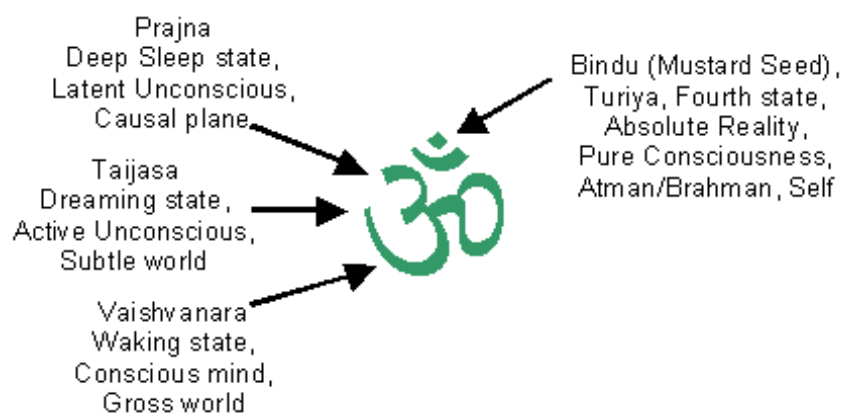 Prajna
Deep Sleep state,
Latent Unconscious,
Causal plane
Taijasa
Dreaming state,
Active Unconscious,
Subtle world
Vaishvanara
Waking state,
Conscious mind,
Gross world
Bindu (Mustard Seed),
Turiya, Fourth state,
Absolute Reality,
Pure Consciousness,
Atman/Brahman, Self
ॐ